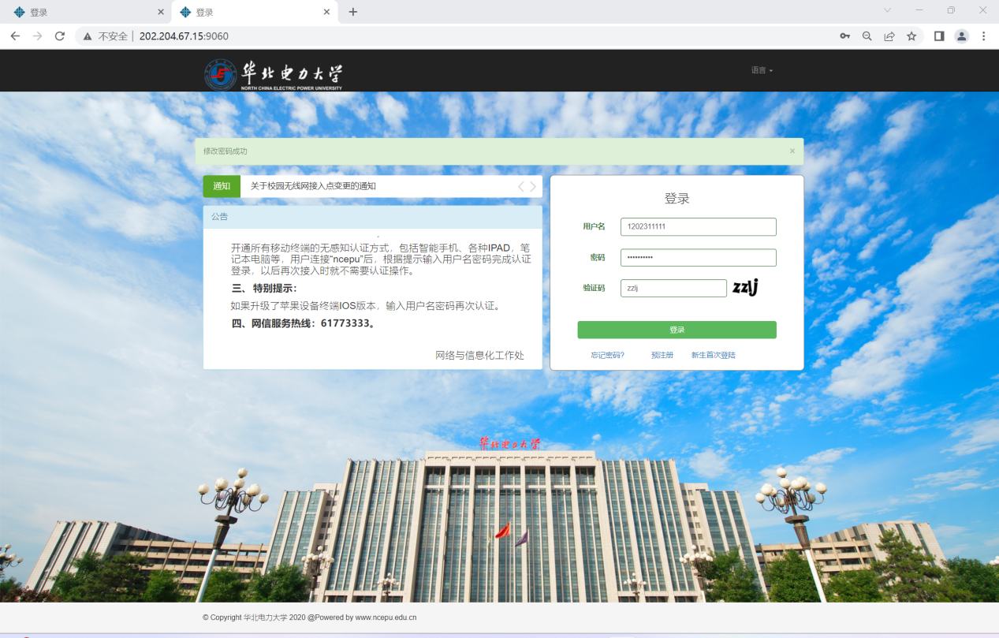 登录
登录
不安全
202.204.67.15:9060
华北电力大学
NORTH CHINA ELECTRIC POWER UNIVERSITY
语言
修改密码成功
通知
关于校园无线网接入点变更的通知
公告
开通所有移动终端的无感知认证方式，包括智能手机、各种IPAD，笔
记本电脑等，用户连接“ncepu”后，根据提示输入用户名密码完成认证
登录，以后再次接入时就不需要认证操作。
三、 特别提示：
如果升级了苹果设备终端IOS版本，输入用户名密码再次认证。
四、网信服务热线：61773333。
网络与信息化工作处
登录
用户名
1202311111
密码
••••••••••
验证码
zzlj
zzlj
登录
忘记密码?
预注册
新生首次登陆
华北电力大学
© Copyright 华北电力大学 2020 @Powered by www.ncepu.edu.cn